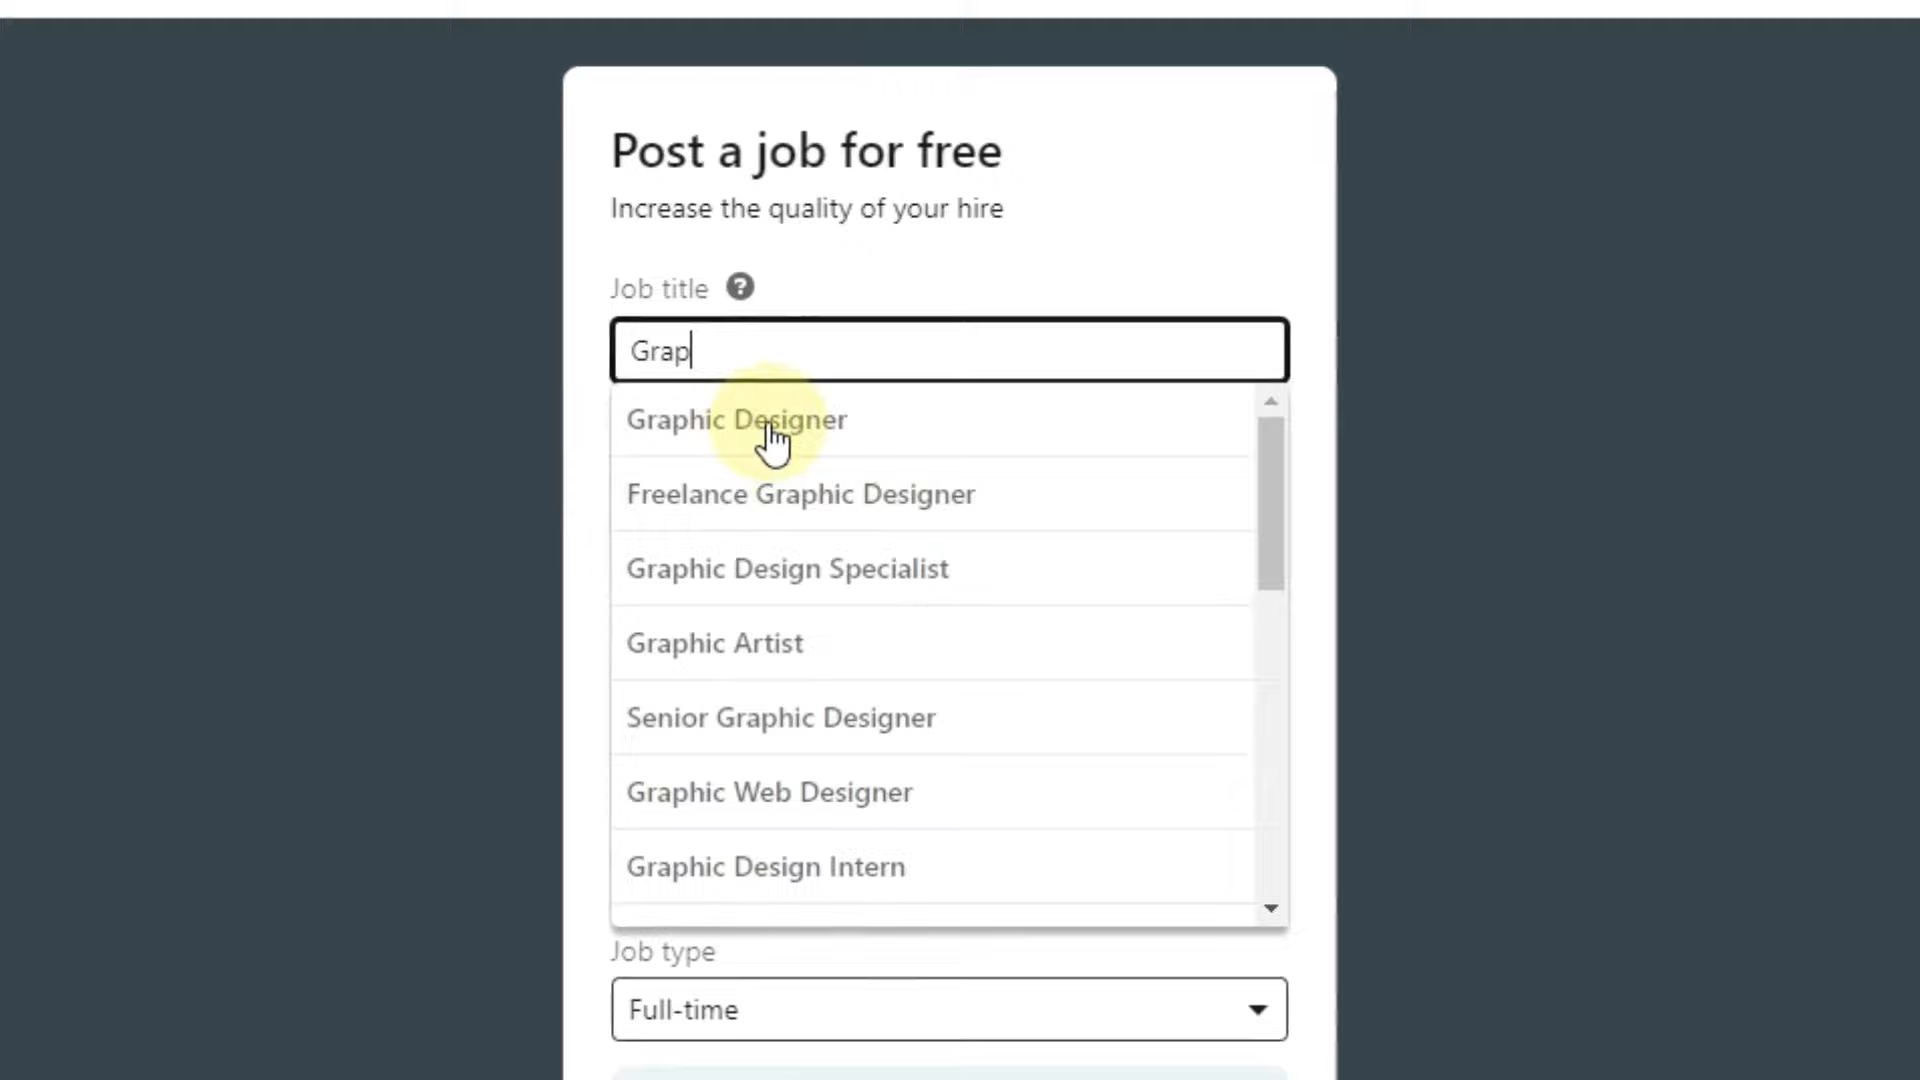 Post a job for free
Increase the quality of your hire
Job title ?
Grap
Graphic Designer
Freelance Graphic Designer
Graphic Design Specialist
Graphic Artist
Senior Graphic Designer
Graphic Web Designer
Graphic Design Intern
Job type
Full-time